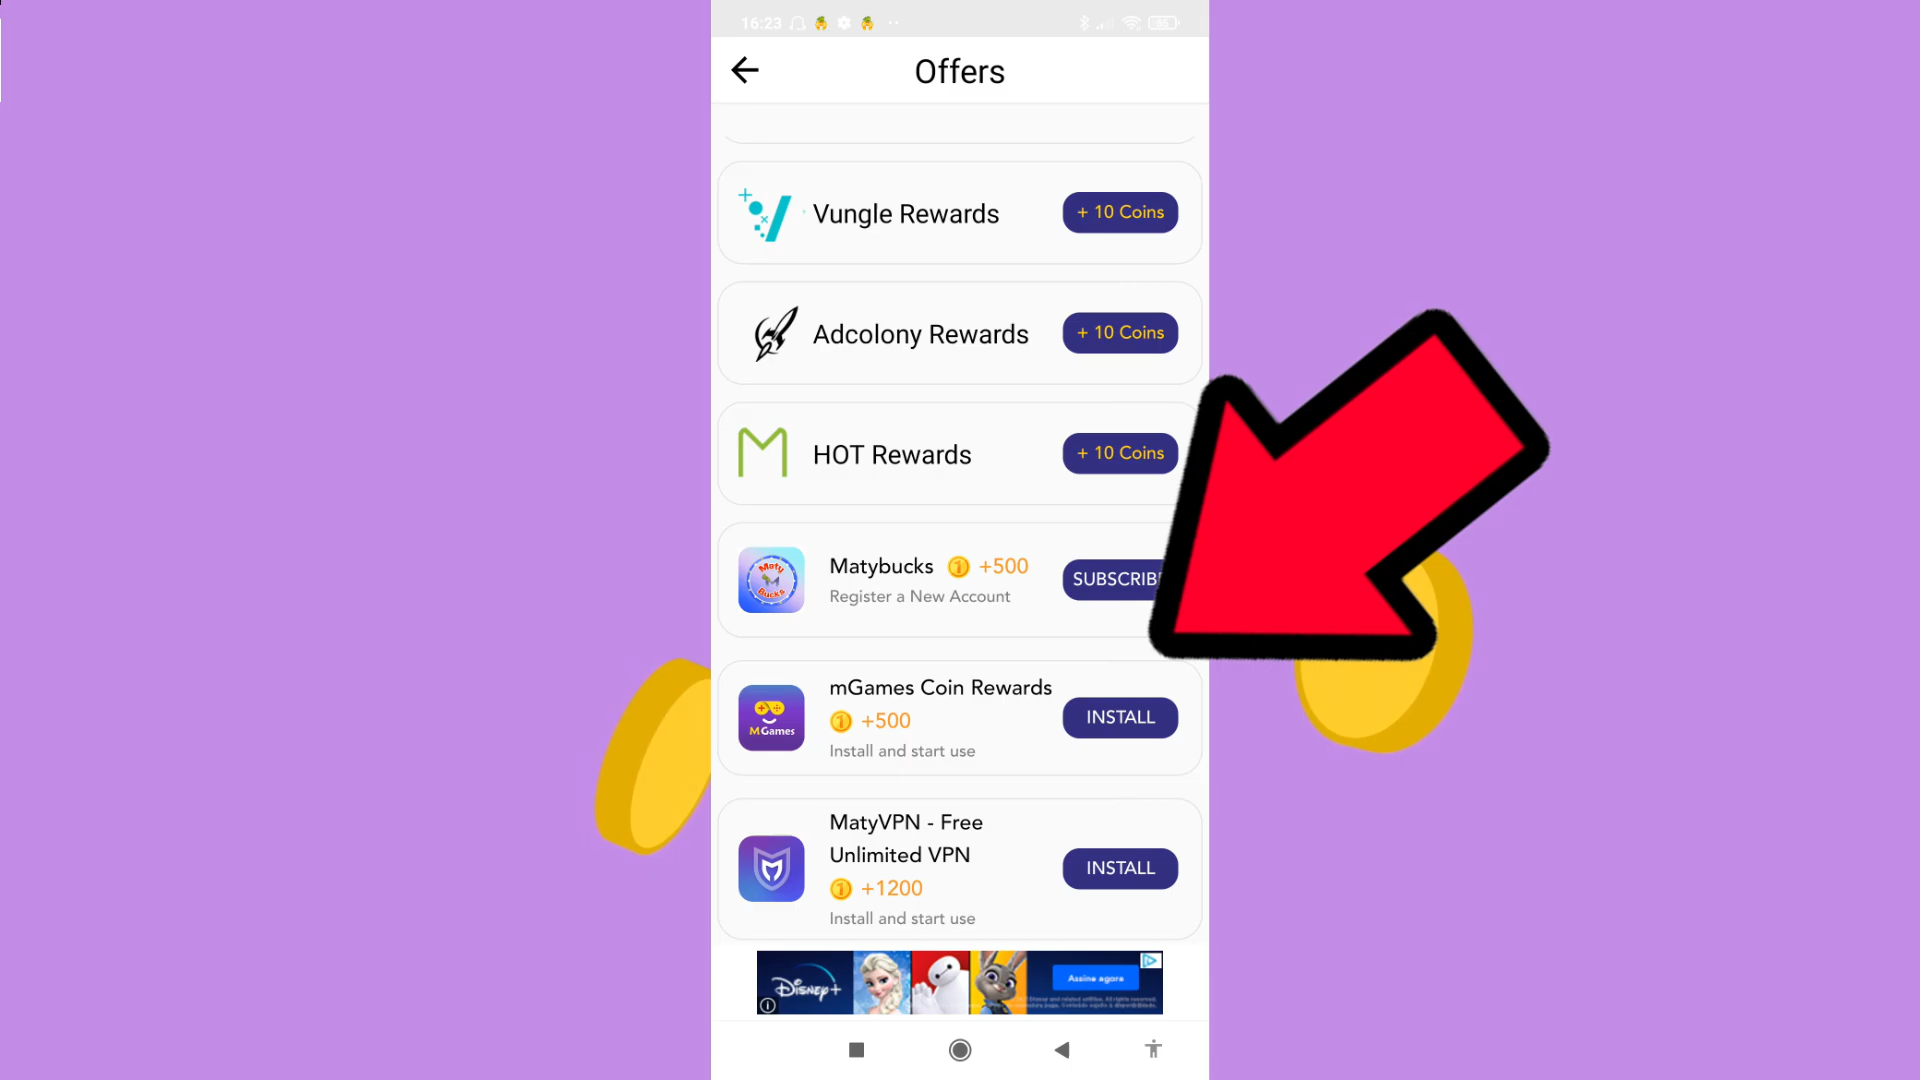 16:23
Offers
Vungle Rewards
+ 10 Coins
Adcolony Rewards
+ 10 Coins
HOT Rewards
+ 10 Coins
Maty
M
Bucks
Matybucks +500
Register a New Account
SUBSCRIB
MGames
mGames Coin Rewards
+500
Install and start use
INSTALL
MatyVPN - Free
Unlimited VPN
+1200
Install and start use
INSTALL
Disney+
Assine agora